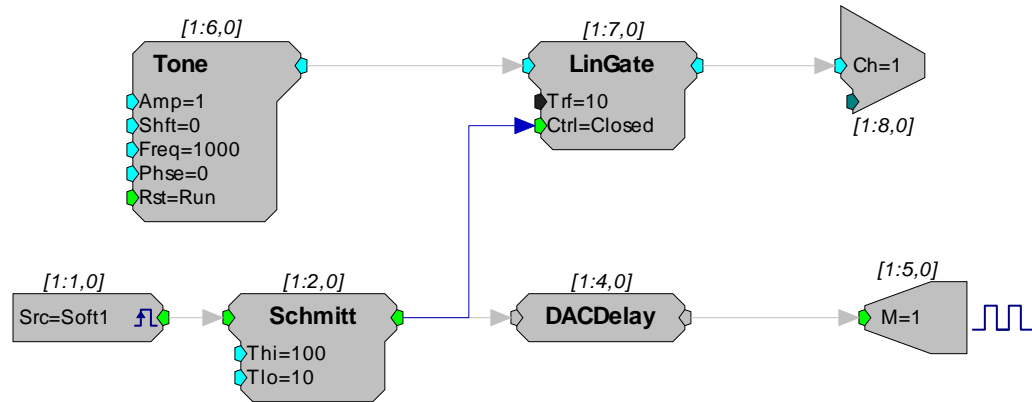 [1:6,0]
[1:7,0]
Tone
LinGate
Ch=1
Amp=1
Trf=10
Shft=0
Ctrl=Closed
[1:8,0]
Freq=1000
Phse=0
Rst=Run
[1:1,0]
[1:2,0]
[1:4,0]
[1:5,0]
Src=Soft1
Schmitt
DACDelay
M=1
Thi=100
Tlo=10